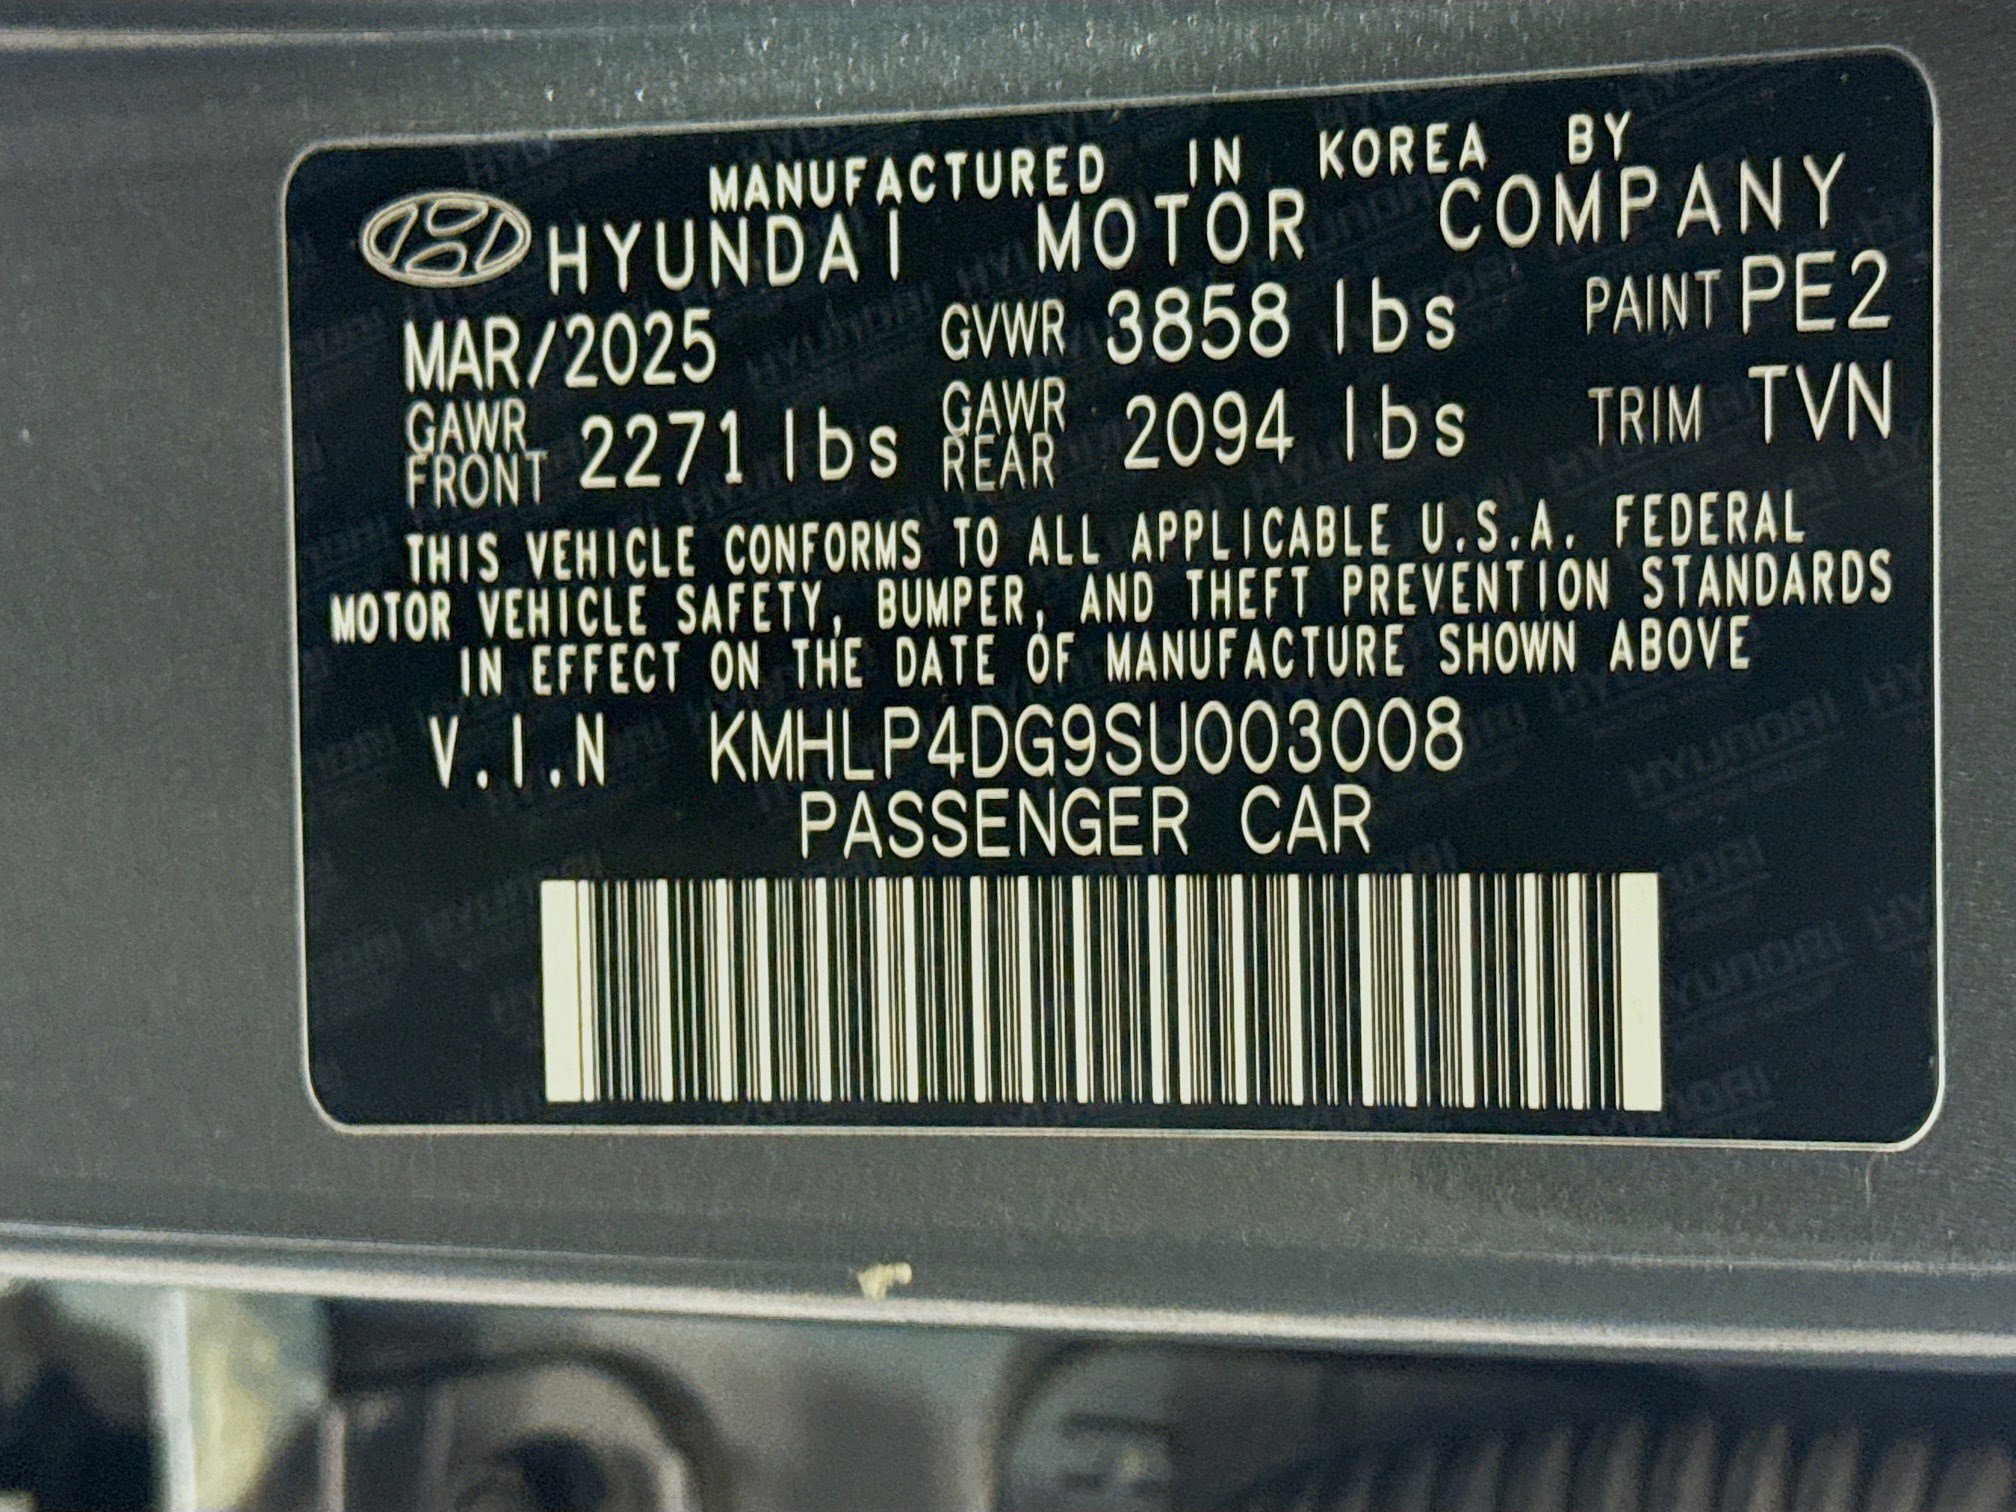 MANUFACTURED IN KOREA BY
HYUNDAI MOTOR COMPANY
MAR/2025 GVWR 3858 lbs PAINT PE2
GAWR FRONT 2271 lbs GAWR REAR 2094 lbs TRIM TVN
THIS VEHICLE CONFORMS TO ALL APPLICABLE U.S.A. FEDERAL
MOTOR VEHICLE SAFETY, BUMPER, AND THEFT PREVENTION STANDARDS
IN EFFECT ON THE DATE OF MANUFACTURE SHOWN ABOVE
V.I.N KMHLP4DG9SU003008
PASSENGER CAR